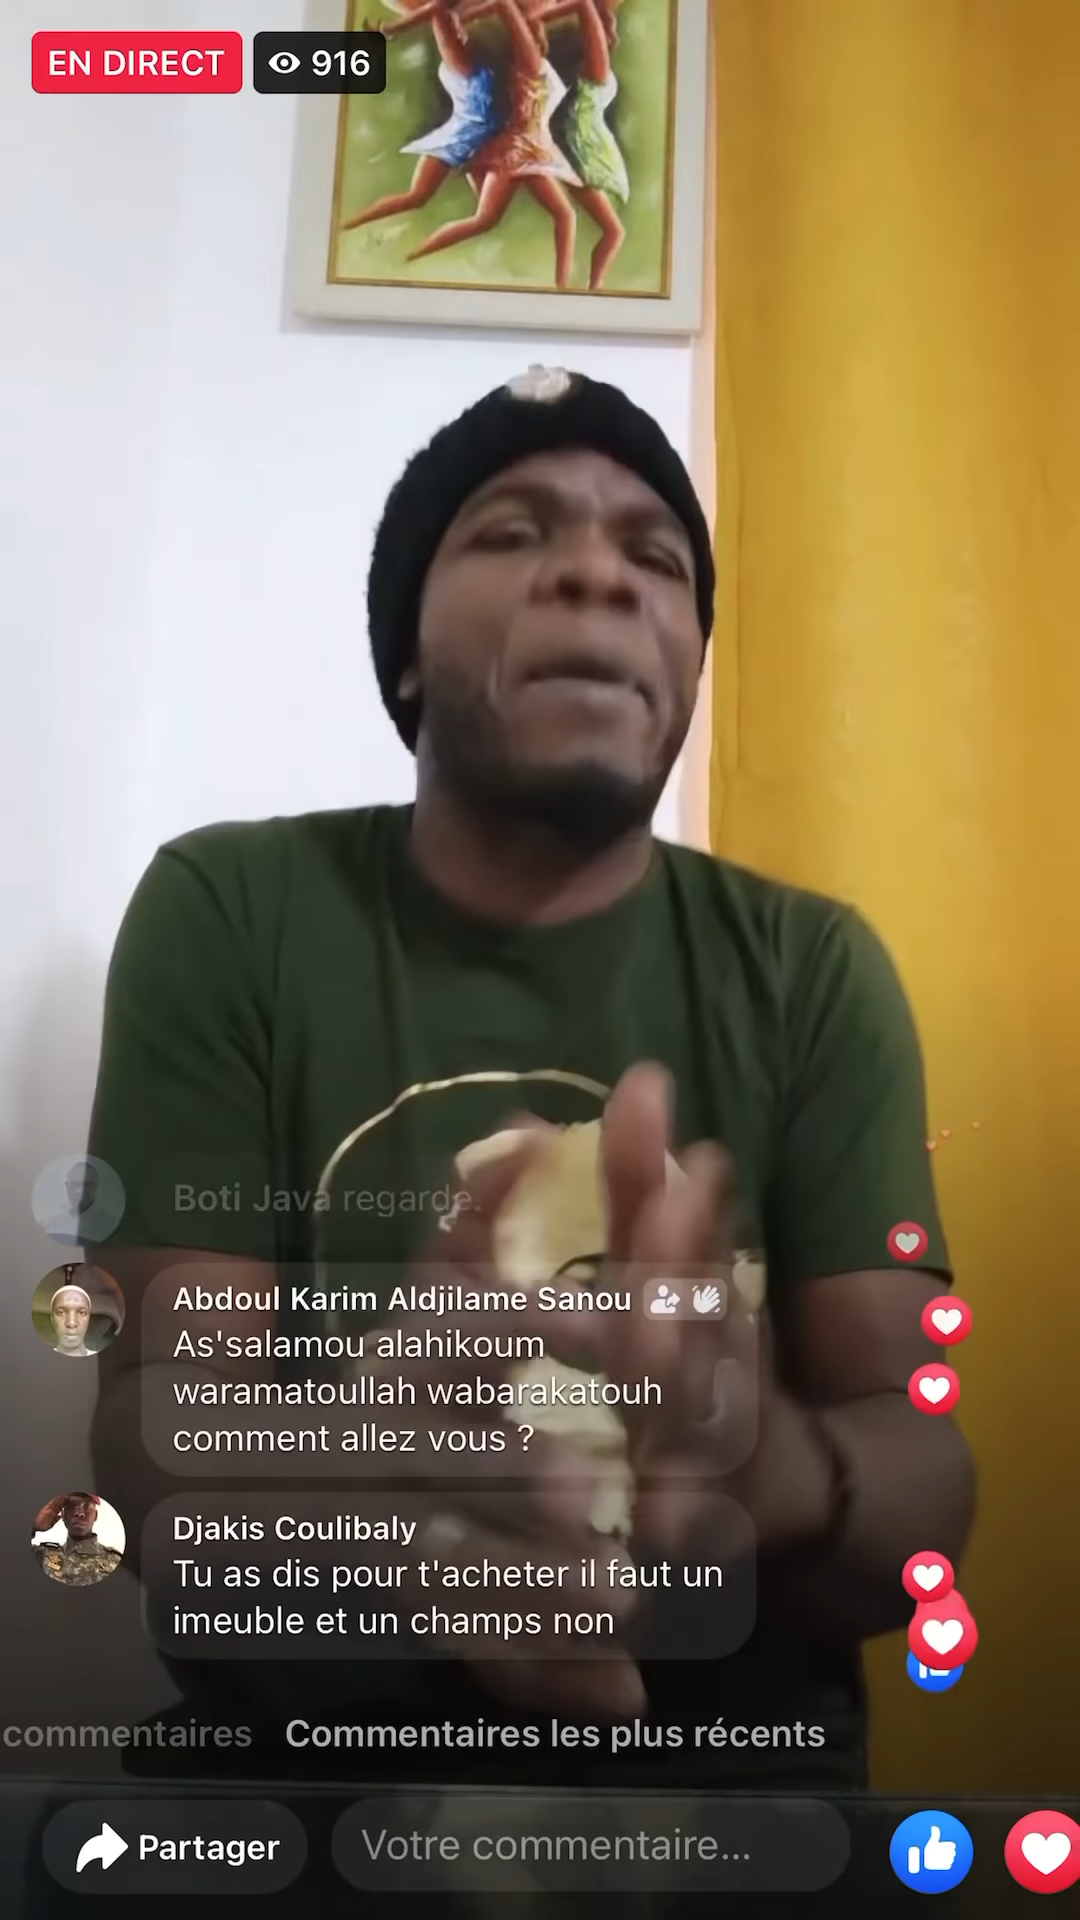 EN DIRECT 916
Boti Java regarde.
Abdoul Karim Aldjilame Sanou
As'salamou alahikoum
waramatoullah wabarakatouh
comment allez vous ?
Djakis Coulibaly
Tu as dis pour t'acheter il faut un
imeuble et un champs non
commentaires Commentaires les plus récents
Partager Votre commentaire...